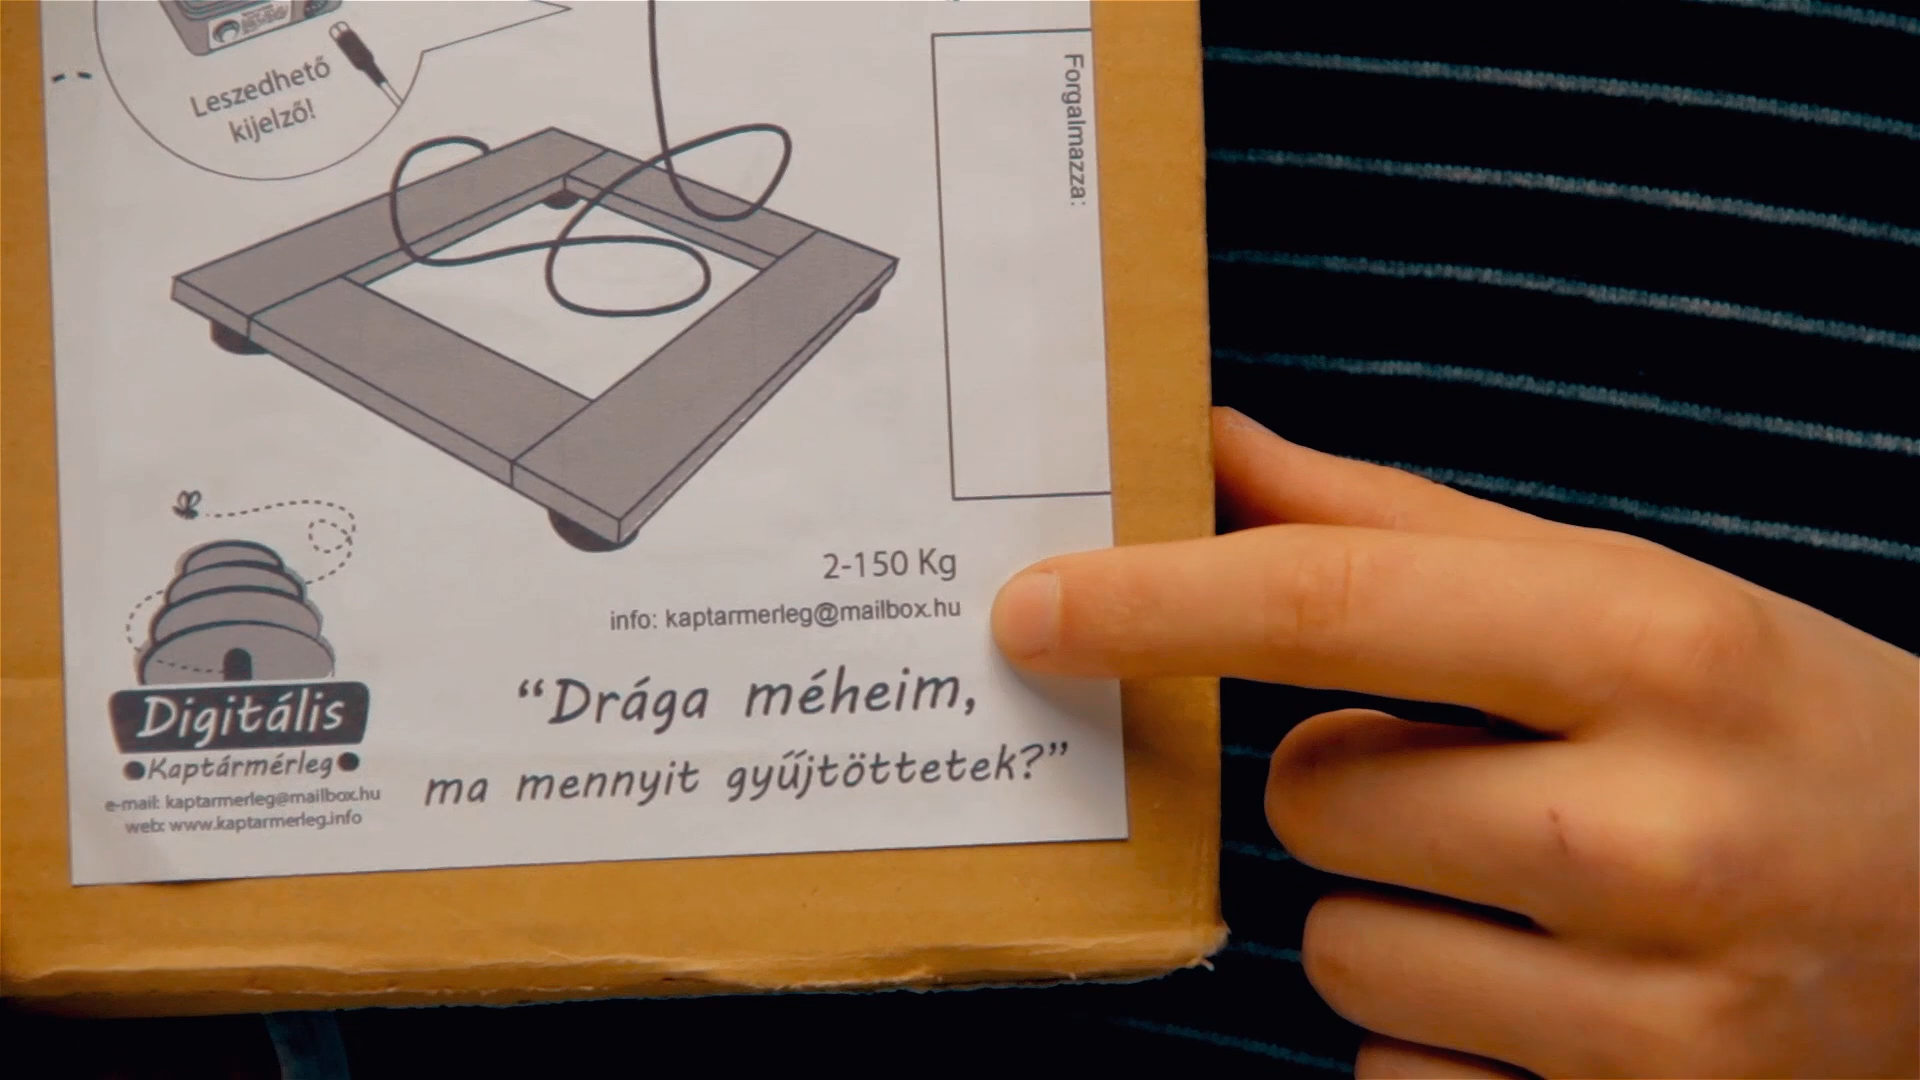 Leszedhető
kijelző!
Forgalmazza:
2-150 Kg
info: kaptarmerleg@mailbox.hu
“Drága méheim,
ma mennyit gyűjtöttetek?”
Digitális
Kaptármérleg
e-mail: kaptarmerleg@mailbox.hu
web: www.kaptarmerleg.info